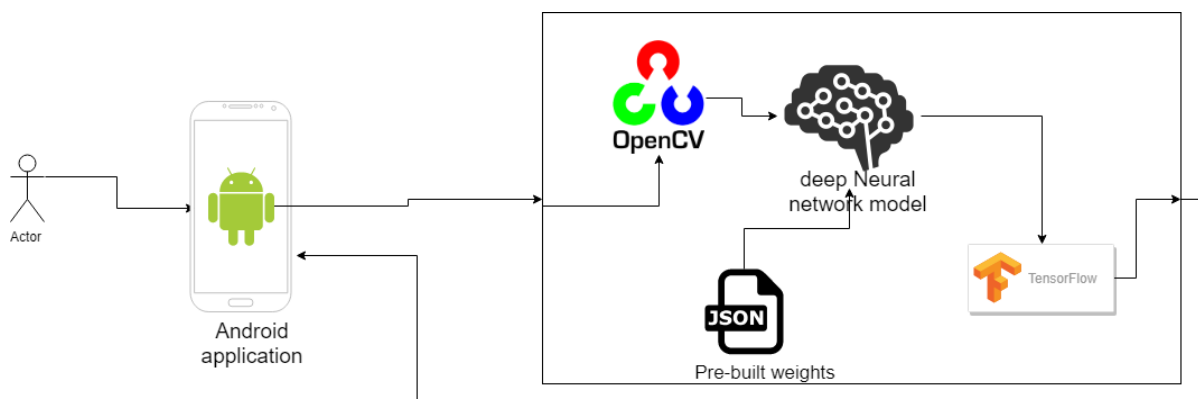 OpenCV
deep Neural
network model
Actor
TensorFlow
JSON
Android
application
Pre-built weights